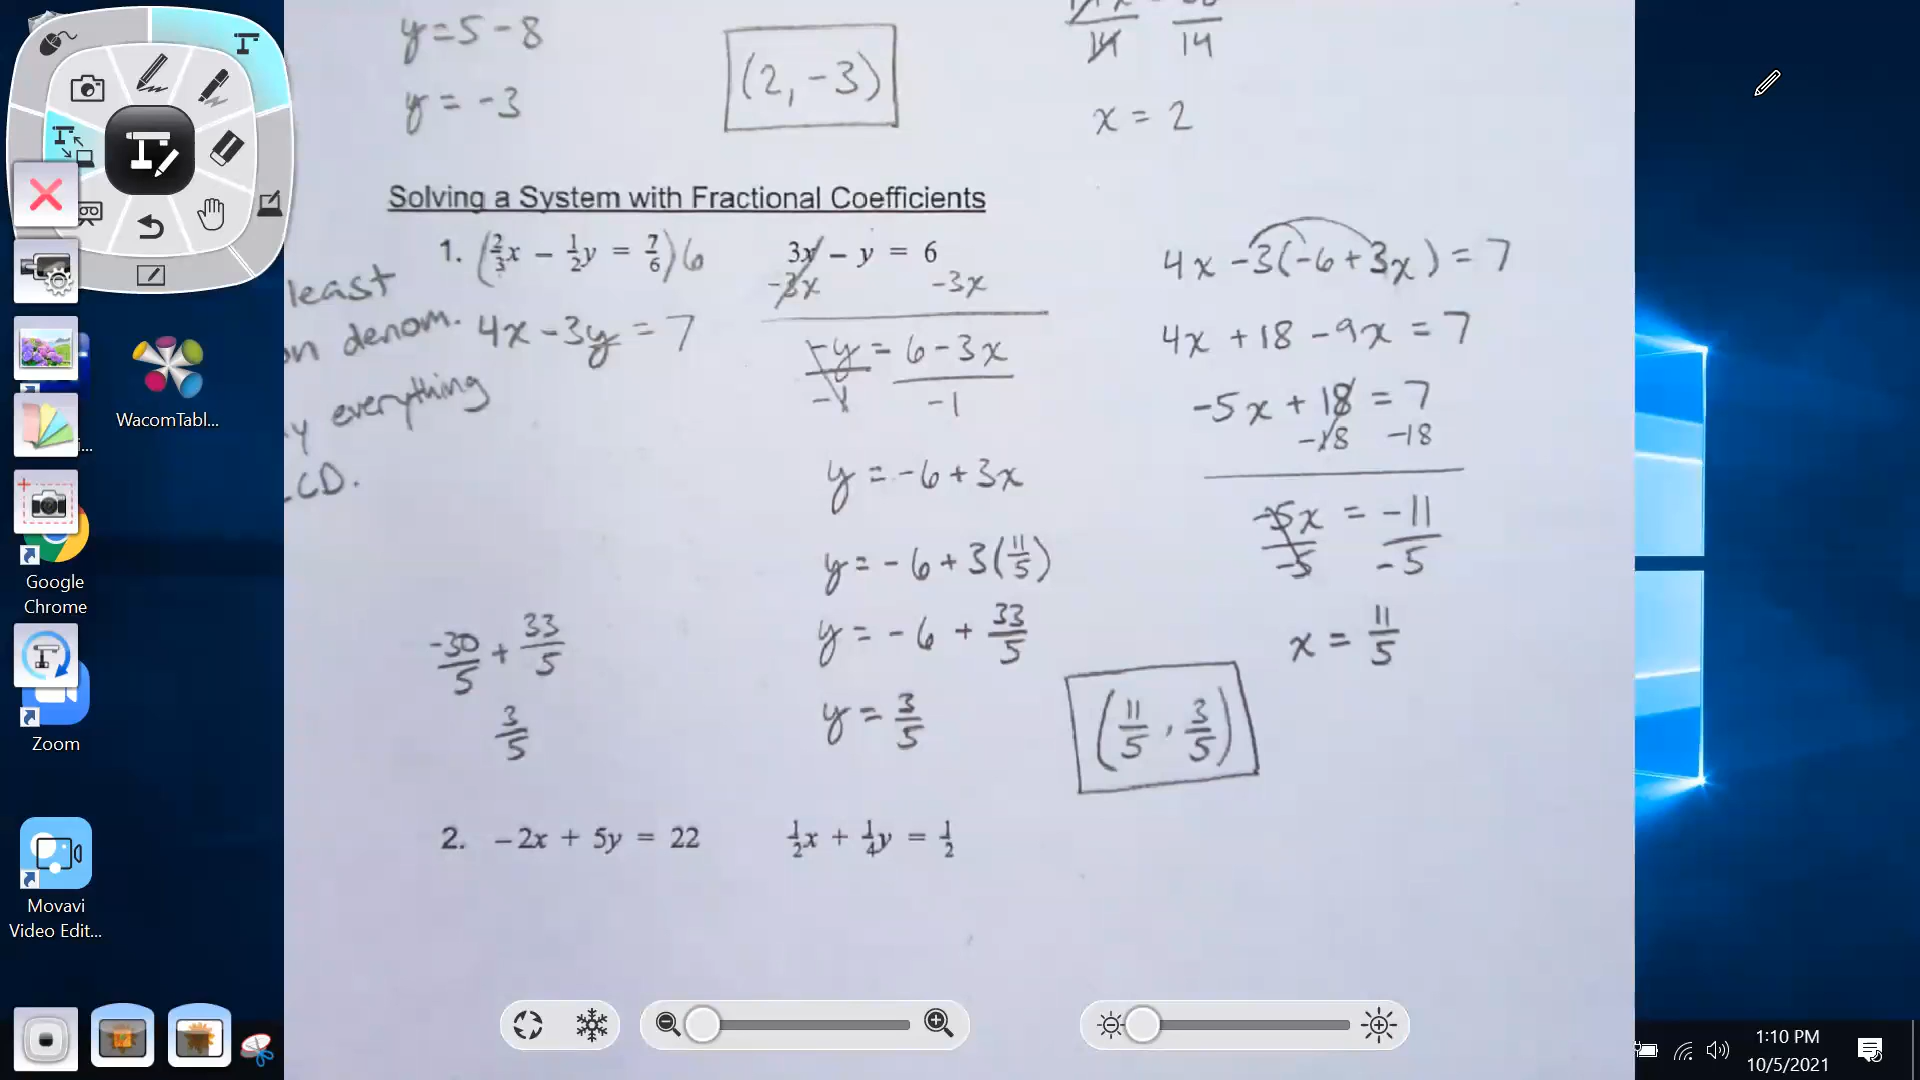 y = 5 - 8
y = -3
(2, -3)
14 14
x = 2
Solving a System with Fractional Coefficients
1. (2/3x - 1/2y = 7/6)6
3x - y = 6
-3x -3x
least
on denom.
everything
LCD.
4x - 3y = 7
-y = 6 - 3x
-1 -1
y = -6 + 3x
y = -6 + 3(11/5)
y = -6 + 33/5
y = 3/5
-30/5 + 33/5
3/5
4x - 3(-6 + 3x) = 7
4x + 18 - 9x = 7
-5x + 18 = 7
-18 -18
-5x = -11
-5 -5
x = 11/5
(11/5, 3/5)
2. -2x + 5y = 22
1/2x + 1/4y = 1/2
WacomTabl...
Google
Chrome
Zoom
Movavi
Video Edit...
1:10 PM
10/5/2021